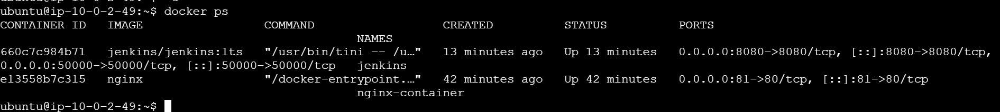 ubuntu@ip-10-0-2-49:~$ docker ps
CONTAINER ID   IMAGE                 COMMAND                  CREATED          STATUS          PORTS
                                                  NAMES
660c7c984b71   jenkins/jenkins:lts   "/usr/bin/tini -- /u…"   13 minutes ago   Up 13 minutes   0.0.0.0:8080->8080/tcp, [::]:8080->8080/tcp,
0.0.0.0:50000->50000/tcp, [::]:50000->50000/tcp   jenkins
e13558b7c315   nginx                 "/docker-entrypoint.…"   42 minutes ago   Up 42 minutes   0.0.0.0:81->80/tcp, [::]:81->80/tcp
                                                  nginx-container
ubuntu@ip-10-0-2-49:~$